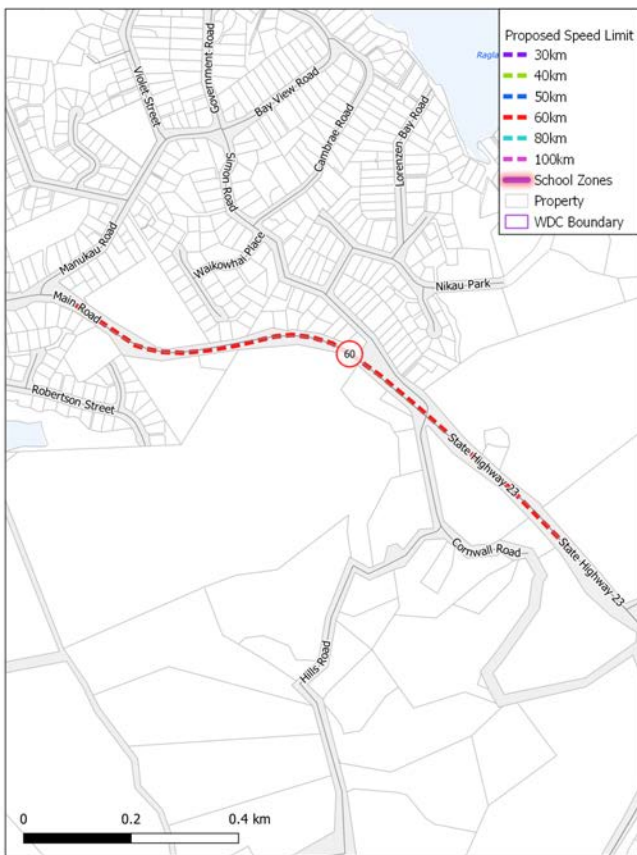 Proposed Speed Limit
30km
40km
50km
60km
80km
100km
School Zones
Property
WDC Boundary
Violet Street
Government Road
Bay View Road
Simon Road
Cambrae Road
Lorenzen Bay Road
Manukau Road
Waikowhai Place
Nikau Park
Main Road
60
Robertson Street
State Highway 23
Cornwall Road
State Highway 23
Hills Road
0 0.2 0.4 km